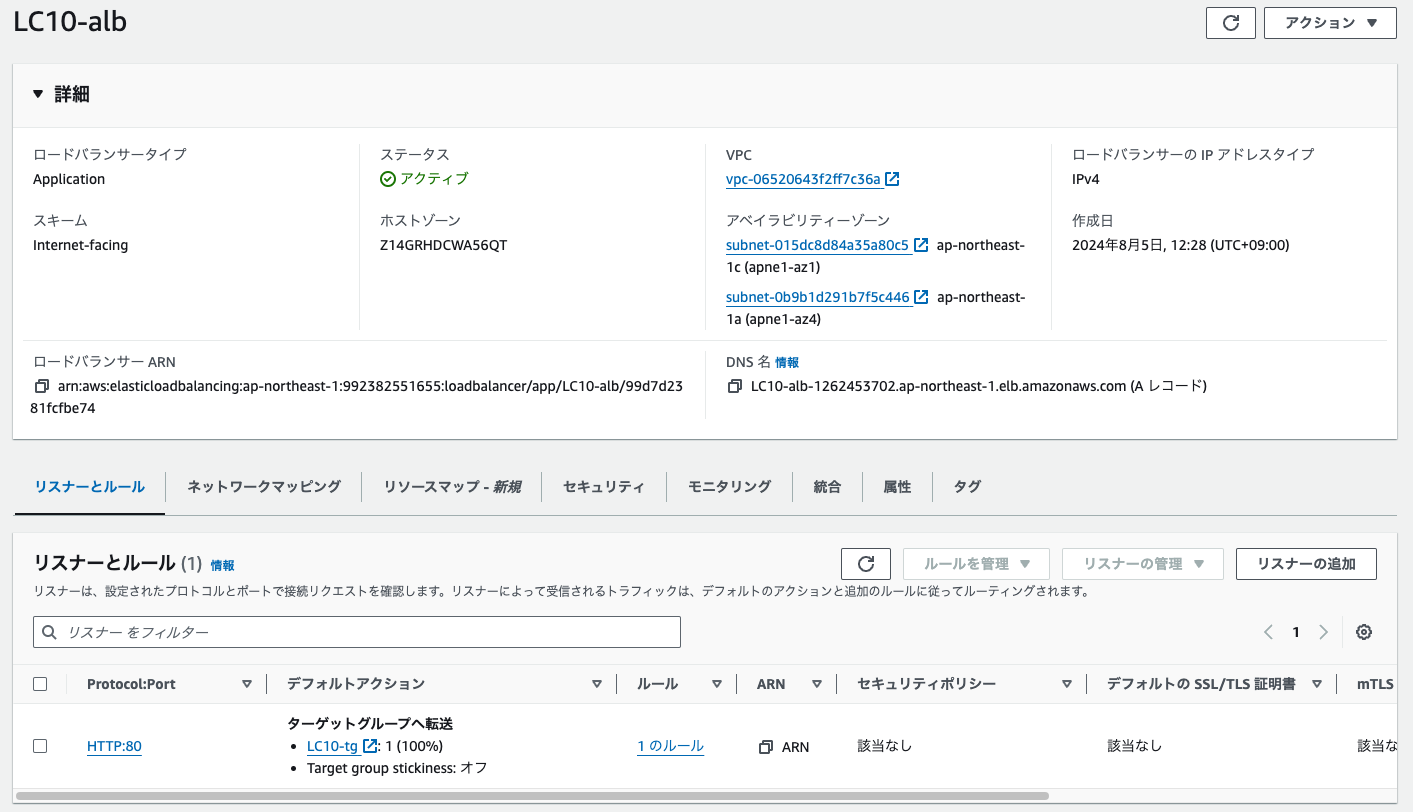 LC10-alb
アクション
詳細
ロードバランサータイプ
Application
ステータス
アクティブ
VPC
vpc-06520643f2ff7c36a
ロードバランサーの IP アドレスタイプ
IPv4
スキーム
Internet-facing
ホストゾーン
Z14GRHDCWA56QT
アベイラビリティーゾーン
subnet-015dc8d84a35a80c5 ap-northeast-
1c (apne1-az1)
subnet-0b9b1d291b7f5c446 ap-northeast-
1a (apne1-az4)
作成日
2024年8月5日, 12:28 (UTC+09:00)
ロードバランサー ARN
arn:aws:elasticloadbalancing:ap-northeast-1:992382551655:loadbalancer/app/LC10-alb/99d7d23
81fcfbe74
DNS 名 情報
LC10-alb-1262453702.ap-northeast-1.elb.amazonaws.com (A レコード)
リスナーとルール ネットワークマッピング リソースマップ - 新規 セキュリティ モニタリング 統合 属性 タグ
リスナーとルール (1) 情報
ルールを管理 リスナーの管理 リスナーの追加
リスナーは、設定されたプロトコルとポートで接続リクエストを確認します。リスナーによって受信されるトラフィックは、デフォルトのアクションと追加のルールに従ってルーティングされます。
リスナー をフィルター
1
Protocol:Port デフォルトアクション ルール ARN セキュリティポリシー デフォルトの SSL/TLS 証明書 mTLS
HTTP:80
ターゲットグループへ転送
• LC10-tg : 1 (100%)
• Target group stickiness: オフ
1 のルール
ARN
該当なし
該当なし
該当な